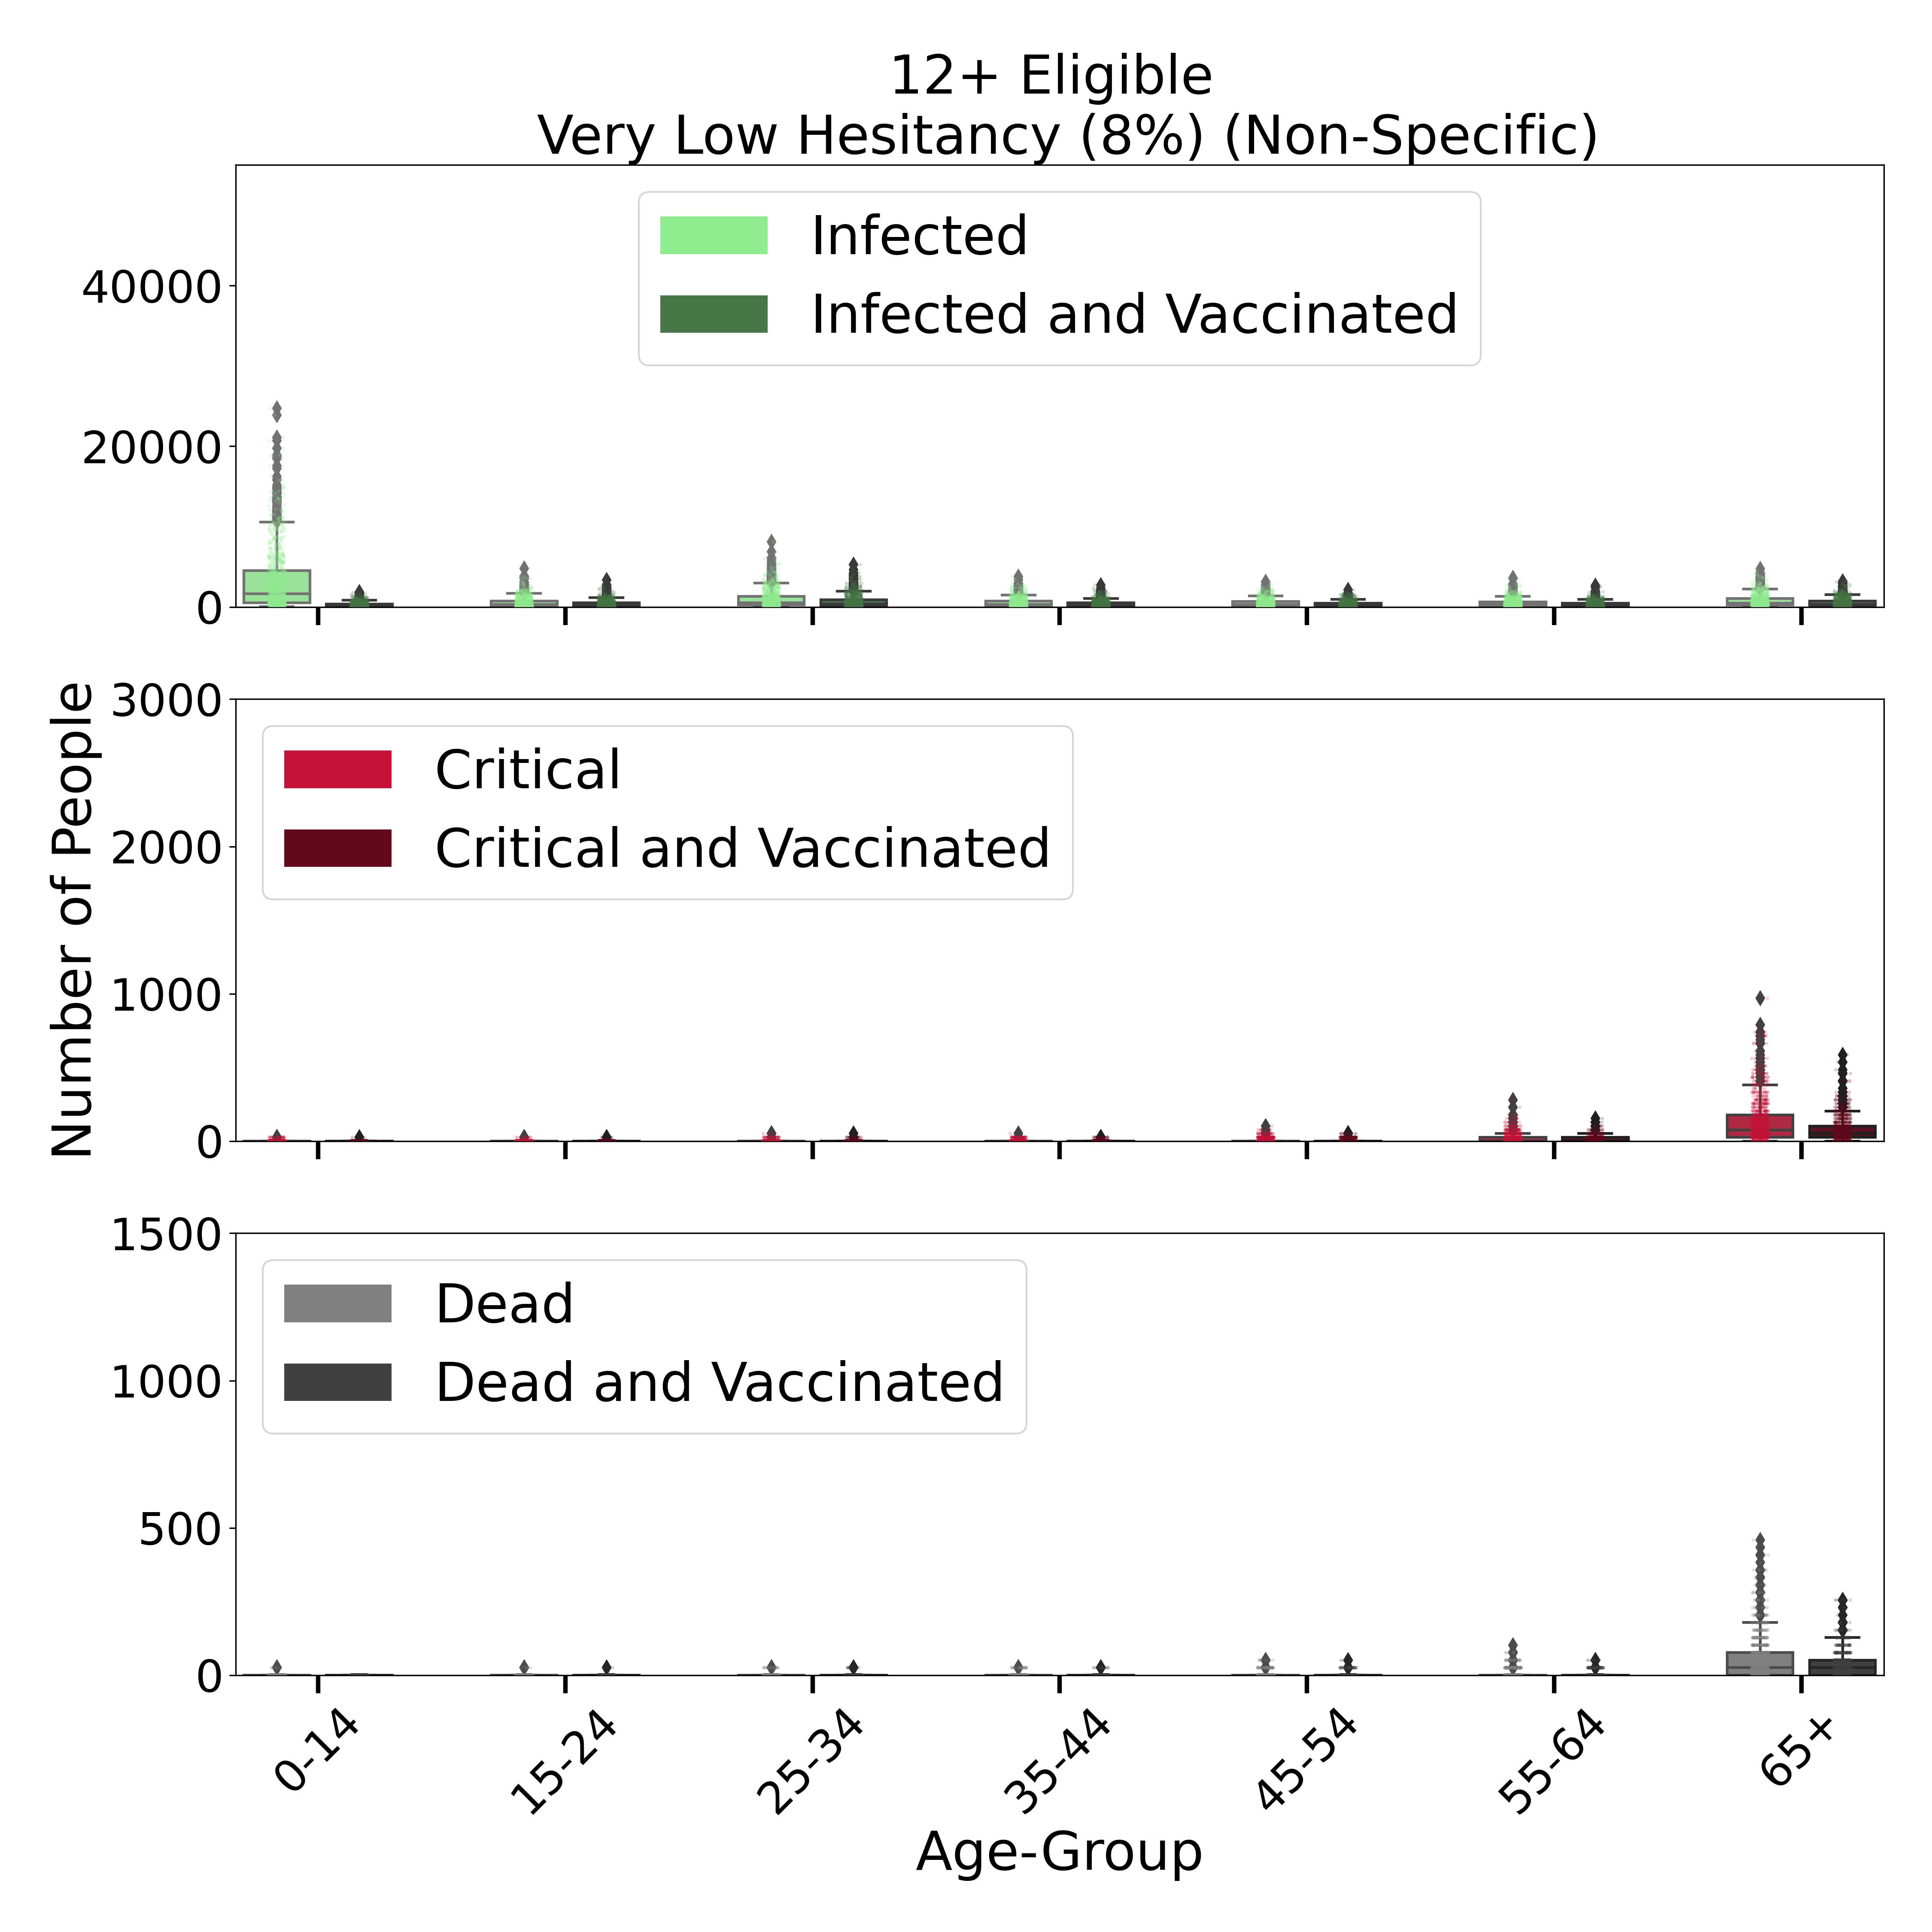 12+ Eligible
Very Low Hesitancy (8%) (Non-Specific)
Infected
Infected and Vaccinated
40000
20000
0
Number of People
3000
2000
1000
0
Critical
Critical and Vaccinated
1500
1000
500
0
Dead
Dead and Vaccinated
0-14
15-24
25-34
35-44
45-54
55-64
65+
Age-Group